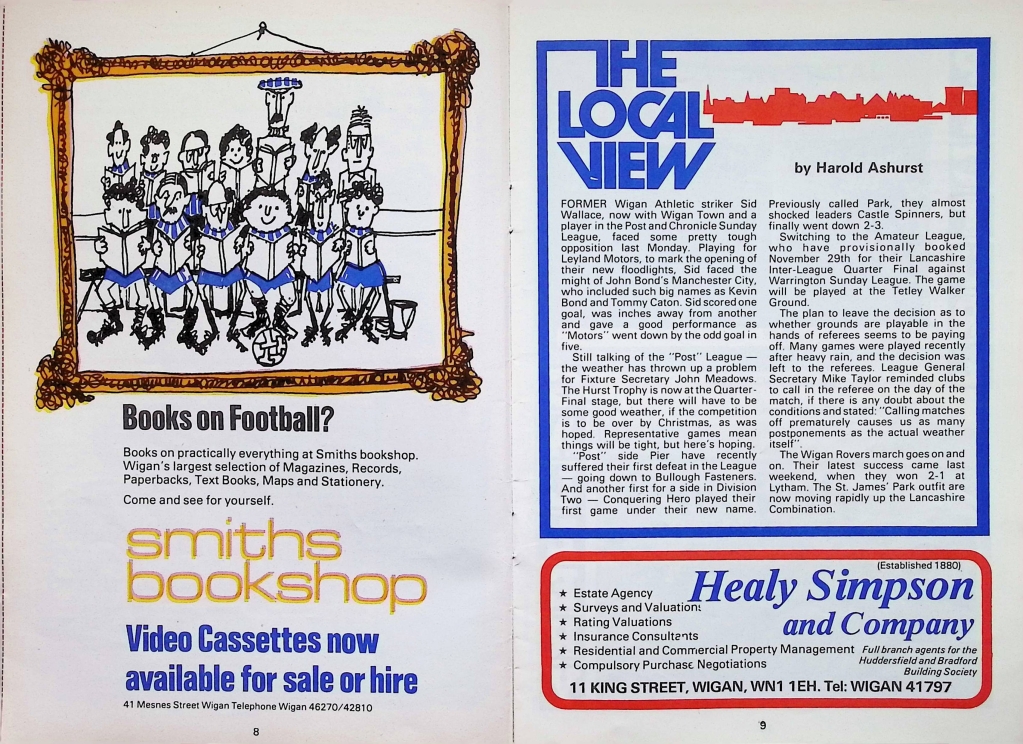 8
Books on Football?
Books on practically everything at Smiths bookshop.
Wigan's largest selection of Magazines, Records,
Paperbacks, Text Books, Maps and Stationery.
Come and see for yourself.
smiths
bookshop
Video Cassettes now
available for sale or hire
41 Mesnes Street Wigan Telephone Wigan 46270/42810
8
THE
LOCAL
VIEW
by Harold Ashurst
FORMER Wigan Athletic striker Sid
Wallace, now with Wigan Town and a
player in the Post and Chronicle Sunday
League, faced some pretty tough
opposition last Monday. Playing for
Leyland Motors, to mark the opening of
their new floodlights, Sid faced the
might of John Bond's Manchester City,
who included such big names as Kevin
Bond and Tommy Caton. Sid scored one
goal, was inches away from another
and gave a good performance as
"Motors" went down by the odd goal in
five.
Still talking of the "Post" League —
the weather has thrown up a problem
for Fixture Secretary John Meadows.
The Hurst Trophy is now at the Quarter-
Final stage, but there will have to be
some good weather, if the competition
is to be over by Christmas, as was
hoped. Representative games mean
things will be tight, but here's hoping.
"Post" side Pier have recently
suffered their first defeat in the League
— going down to Bullough Fasteners.
And another first for a side in Division
Two — Conquering Hero played their
first game under their new name.
Previously called Park, they almost
shocked leaders Castle Spinners, but
finally went down 2-3.
Switching to the Amateur League,
who have provisionally booked
November 29th for their Lancashire
Inter-League Quarter Final against
Warrington Sunday League. The game
will be played at the Tetley Walker
Ground.
The plan to leave the decision as to
whether grounds are playable in the
hands of referees seems to be paying
off. Many games were played recently
after heavy rain, and the decision was
left to the referees. League General
Secretary Mike Taylor reminded clubs
to call in the referee on the day of the
match, if there is any doubt about the
conditions and stated: "Calling matches
off prematurely causes us as many
postponements as the actual weather
itself".
The Wigan Rovers march goes on and
on. Their latest success came last
weekend, when they won 2-1 at
Lytham. The St. James' Park outfit are
now moving rapidly up the Lancashire
Combination.
(Established 1880)
Healy Simpson
and Company
★ Estate Agency
★ Surveys and Valuations
★ Rating Valuations
★ Insurance Consultants
★ Residential and Commercial Property Management
★ Compulsory Purchase Negotiations
Full branch agents for the
Huddersfield and Bradford
Building Society
11 KING STREET, WIGAN, WN1 1EH. Tel: WIGAN 41797
9